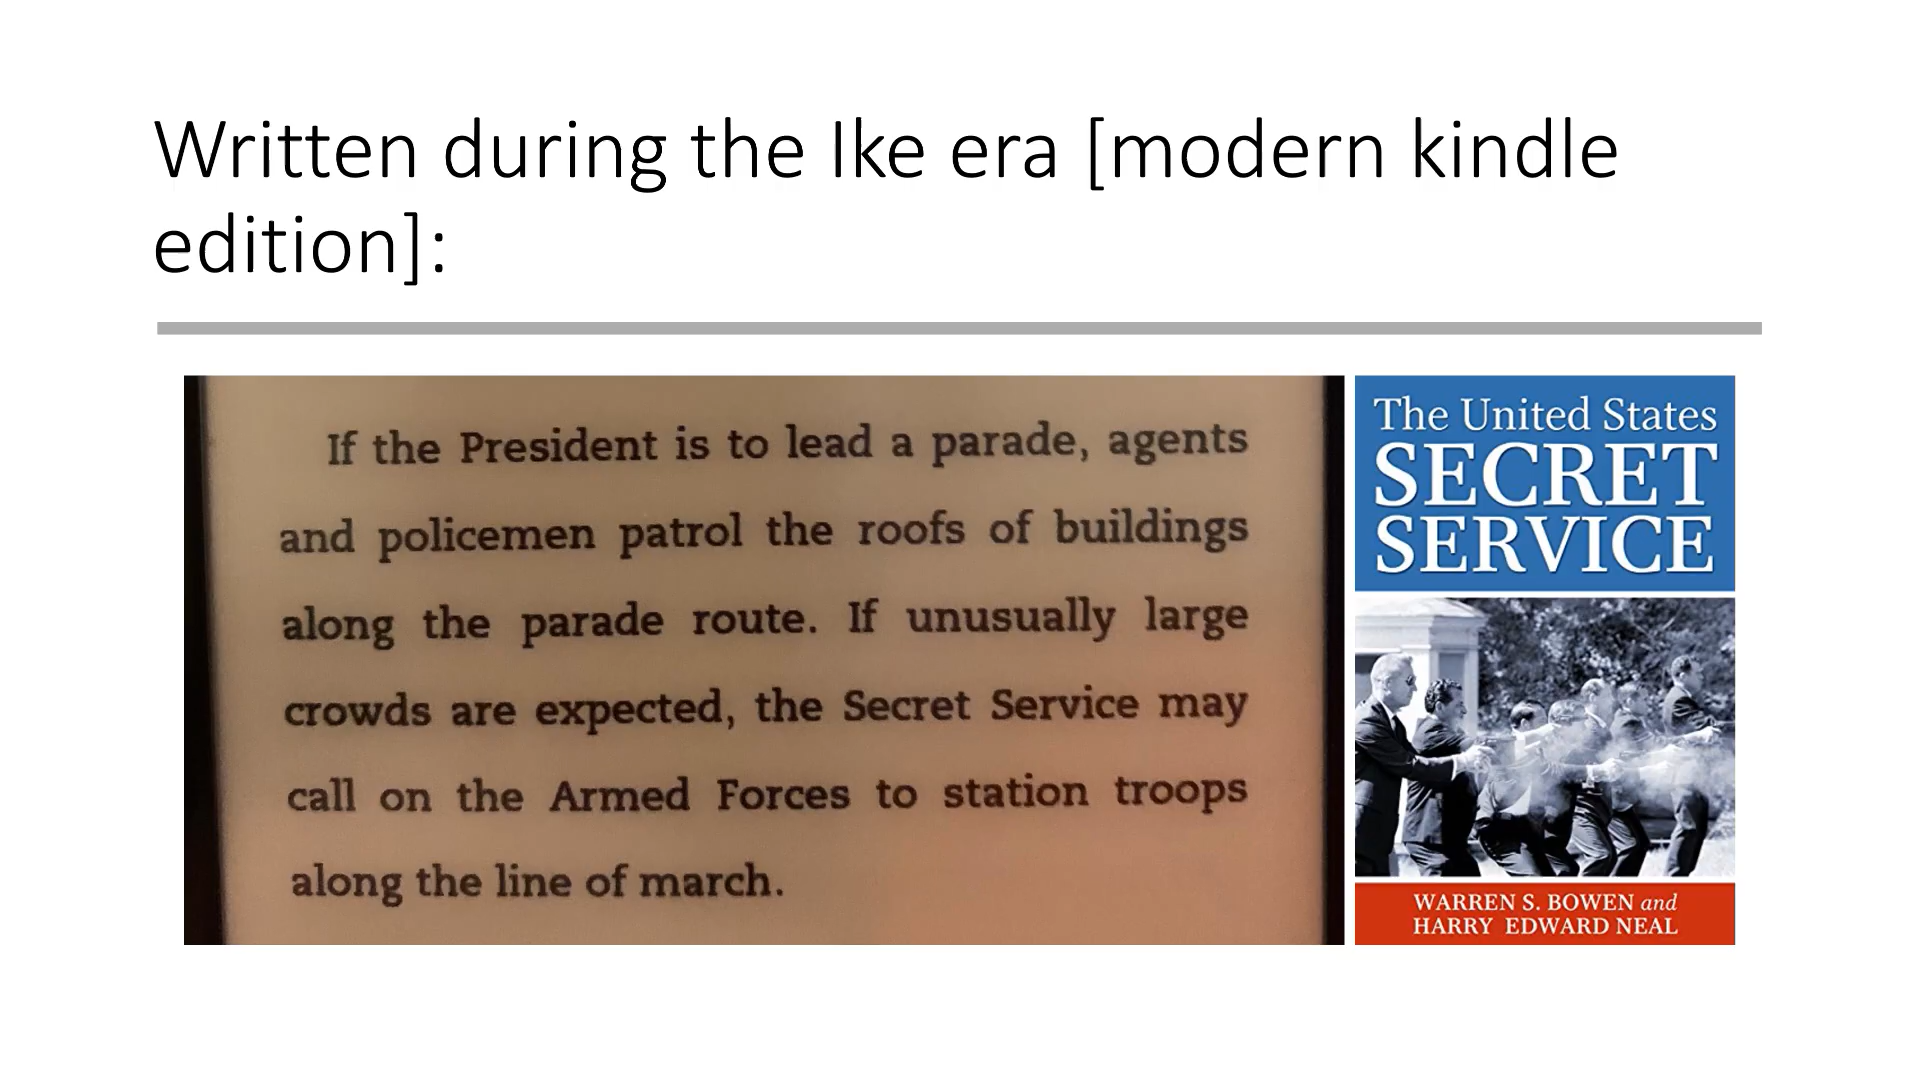 Written during the Ike era [modern kindle
edition]:
If the President is to lead a parade, agents
and policemen patrol the roofs of buildings
along the parade route. If unusually large
crowds are expected, the Secret Service may
call on the Armed Forces to station troops
along the line of march.
The United States
SECRET
SERVICE
WARREN S. BOWEN and
HARRY EDWARD NEAL